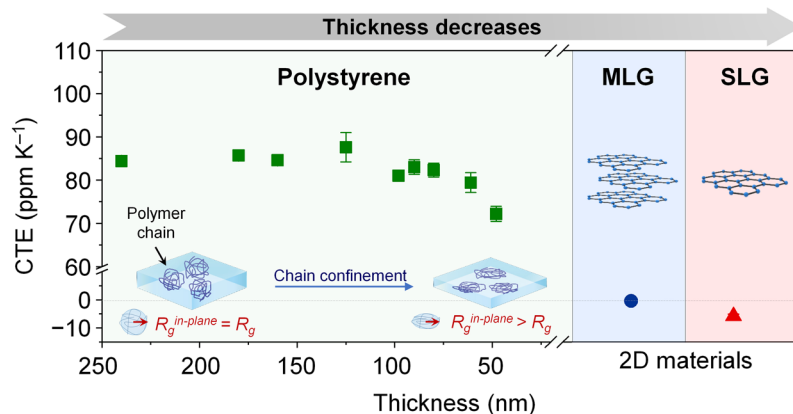 Thickness decreases
Polystyrene
MLG
SLG
CTE (ppm K⁻¹)
110
100
90
80
70
60
0
−10
Polymer
chain
Chain confinement
R_g^in-plane = R_g
R_g^in-plane > R_g
250
200
150
100
50
2D materials
Thickness (nm)